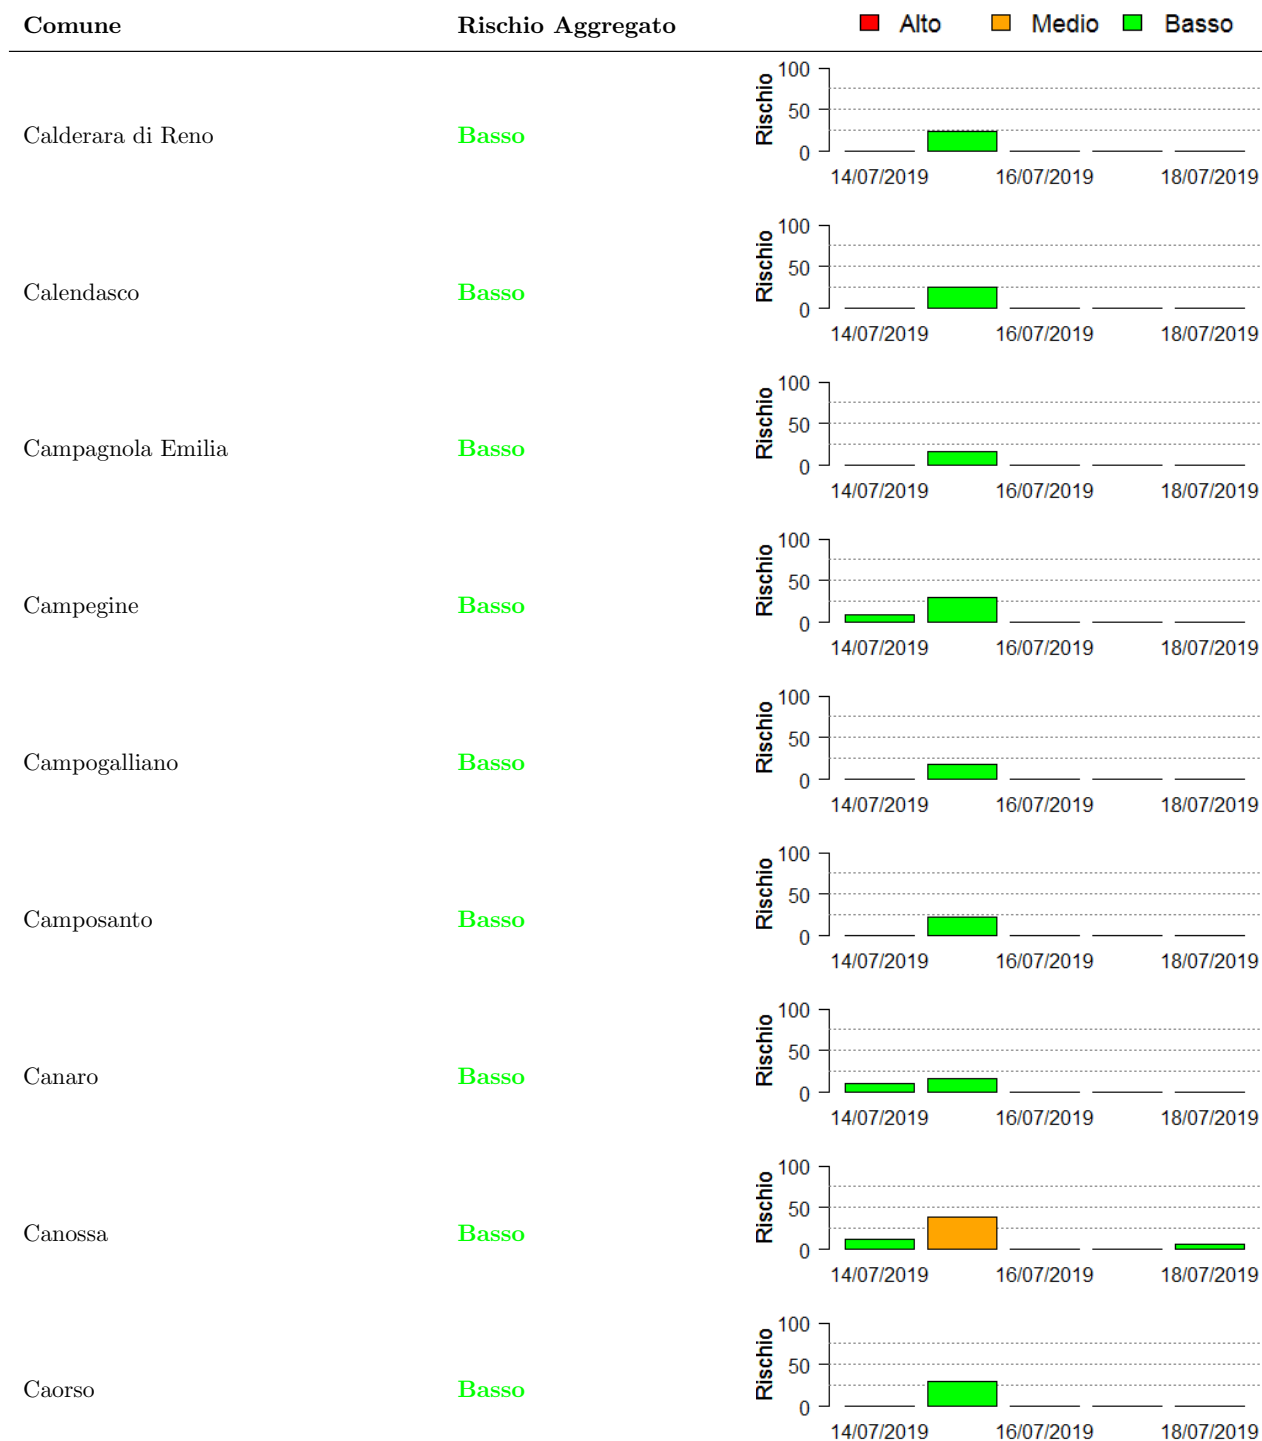 Comune Rischio Aggregato Alto Medio Basso
100
50
0
Rischio
Calderara di Reno Basso
14/07/2019 16/07/2019 18/07/2019
100
50
0
Rischio
Calendasco Basso
14/07/2019 16/07/2019 18/07/2019
100
50
0
Rischio
Campagnola Emilia Basso
14/07/2019 16/07/2019 18/07/2019
100
50
0
Rischio
Campegine Basso
14/07/2019 16/07/2019 18/07/2019
100
50
0
Rischio
Campogalliano Basso
14/07/2019 16/07/2019 18/07/2019
100
50
0
Rischio
Camposanto Basso
14/07/2019 16/07/2019 18/07/2019
100
50
0
Rischio
Canaro Basso
14/07/2019 16/07/2019 18/07/2019
100
50
0
Rischio
Canossa Basso
14/07/2019 16/07/2019 18/07/2019
100
50
0
Rischio
Caorso Basso
14/07/2019 16/07/2019 18/07/2019